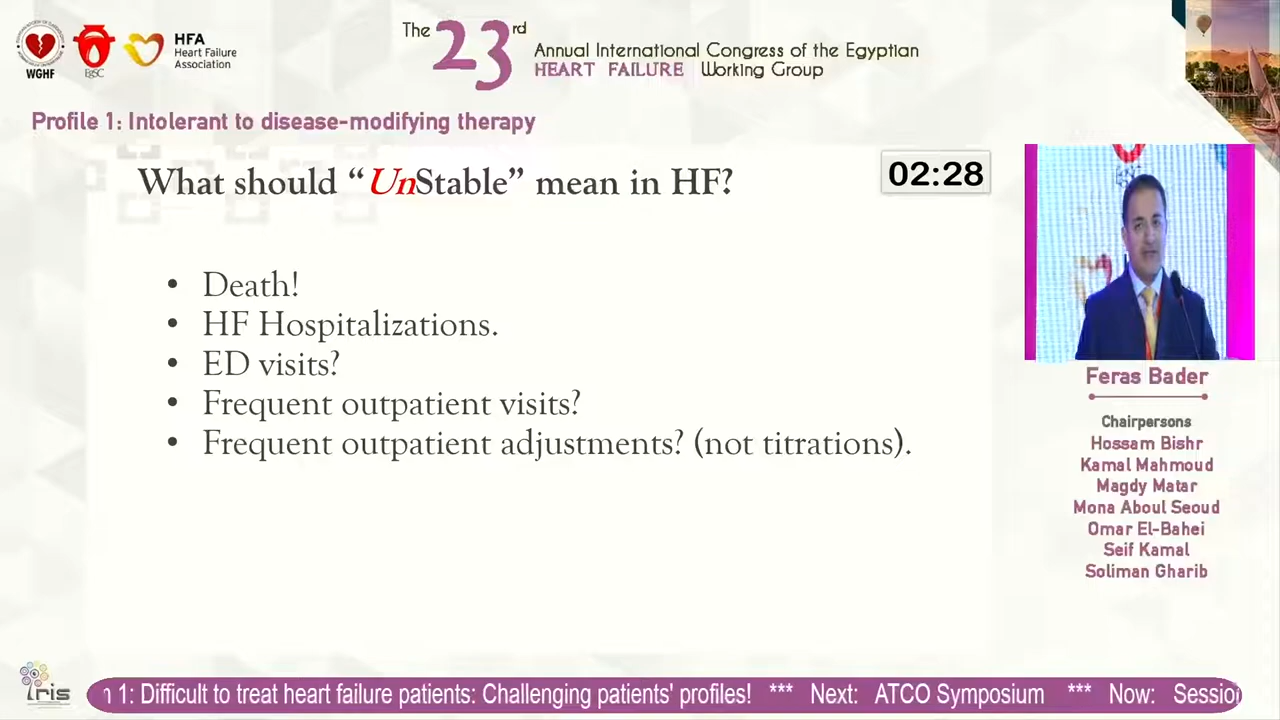 WGHF
EgSC
HFA
Heart Failure
Association
The 23rd
Annual International Congress of the Egyptian
HEART FAILURE Working Group
Profile 1: Intolerant to disease-modifying therapy
What should “UnStable” mean in HF?
02:28
• Death!
• HF Hospitalizations.
• ED visits?
• Frequent outpatient visits?
• Frequent outpatient adjustments? (not titrations).
Feras Bader
Chairpersons
Hossam Bishr
Kamal Mahmoud
Magdy Matar
Mona Aboul Seoud
Omar El-Bahei
Seif Kamal
Soliman Gharib
iris
1: Difficult to treat heart failure patients: Challenging patients' profiles! *** Next: ATCO Symposium *** Now: Sessio